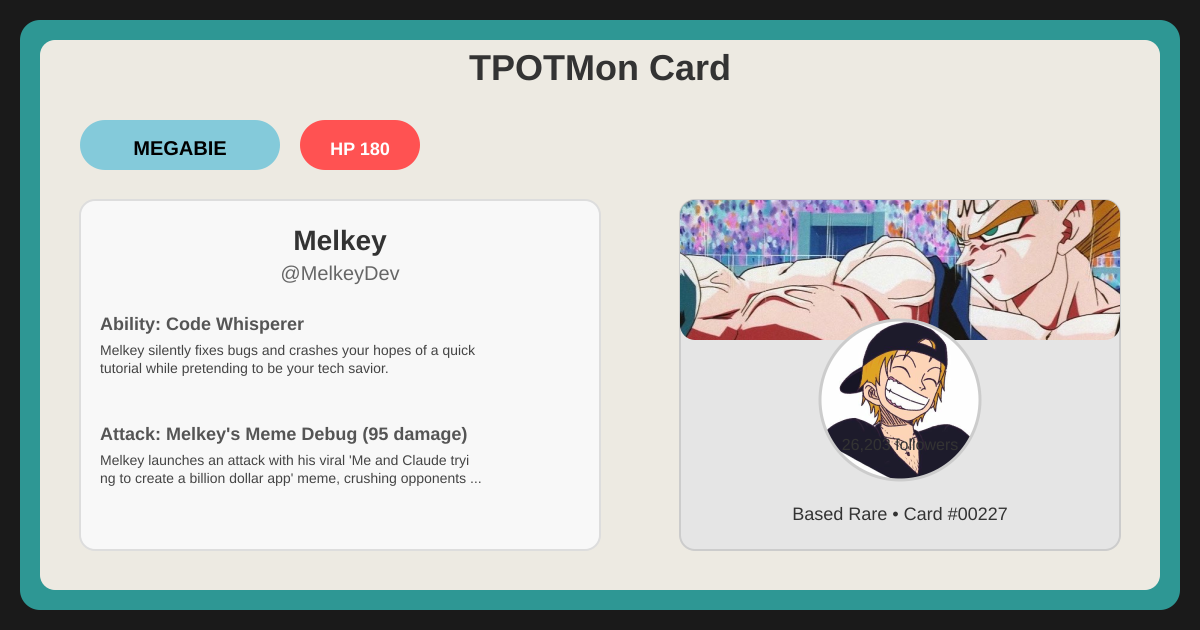 TPOTMon Card
MEGABIE
HP 180
Melkey
@MelkeyDev
Ability: Code Whisperer
Melkey silently fixes bugs and crashes your hopes of a quick
tutorial while pretending to be your tech savior.
Attack: Melkey's Meme Debug (95 damage)
Melkey launches an attack with his viral 'Me and Claude tryi
ng to create a billion dollar app' meme, crushing opponents ...
26,203 followers
Based Rare • Card #00227